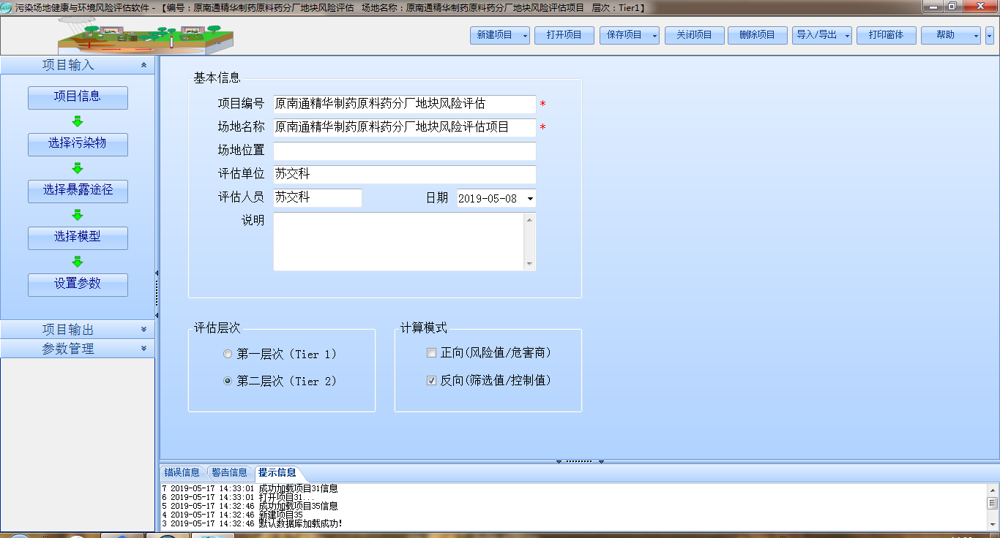 污染场地健康与环境风险评估软件 - 【编号：原南通精华制药原料药分厂地块风险评估 场地名称：原南通精华制药原料药分厂地块风险评估项目 层次：Tier1】
新建项目 打开项目 保存项目 关闭项目 删除项目 导入/导出 打印窗体 帮助
项目输入
项目信息
选择污染物
选择暴露途径
选择模型
设置参数
项目输出
参数管理
基本信息
项目编号 原南通精华制药原料药分厂地块风险评估 *
场地名称 原南通精华制药原料药分厂地块风险评估项目 *
场地位置
评估单位 苏交科
评估人员 苏交科 日期 2019-05-08
说明
评估层次
第一层次（Tier 1）
第二层次（Tier 2）
计算模式
正向(风险值/危害商)
反向(筛选值/控制值)
错误信息 警告信息 提示信息
7 2019-05-17 14:33:01 成功加载项目31信息
6 2019-05-17 14:33:01 打开项目31...
5 2019-05-17 14:32:46 成功加载项目35信息
4 2019-05-17 14:32:46 新建项目35
3 2019-05-17 14:32:46 默认数据库加载成功!